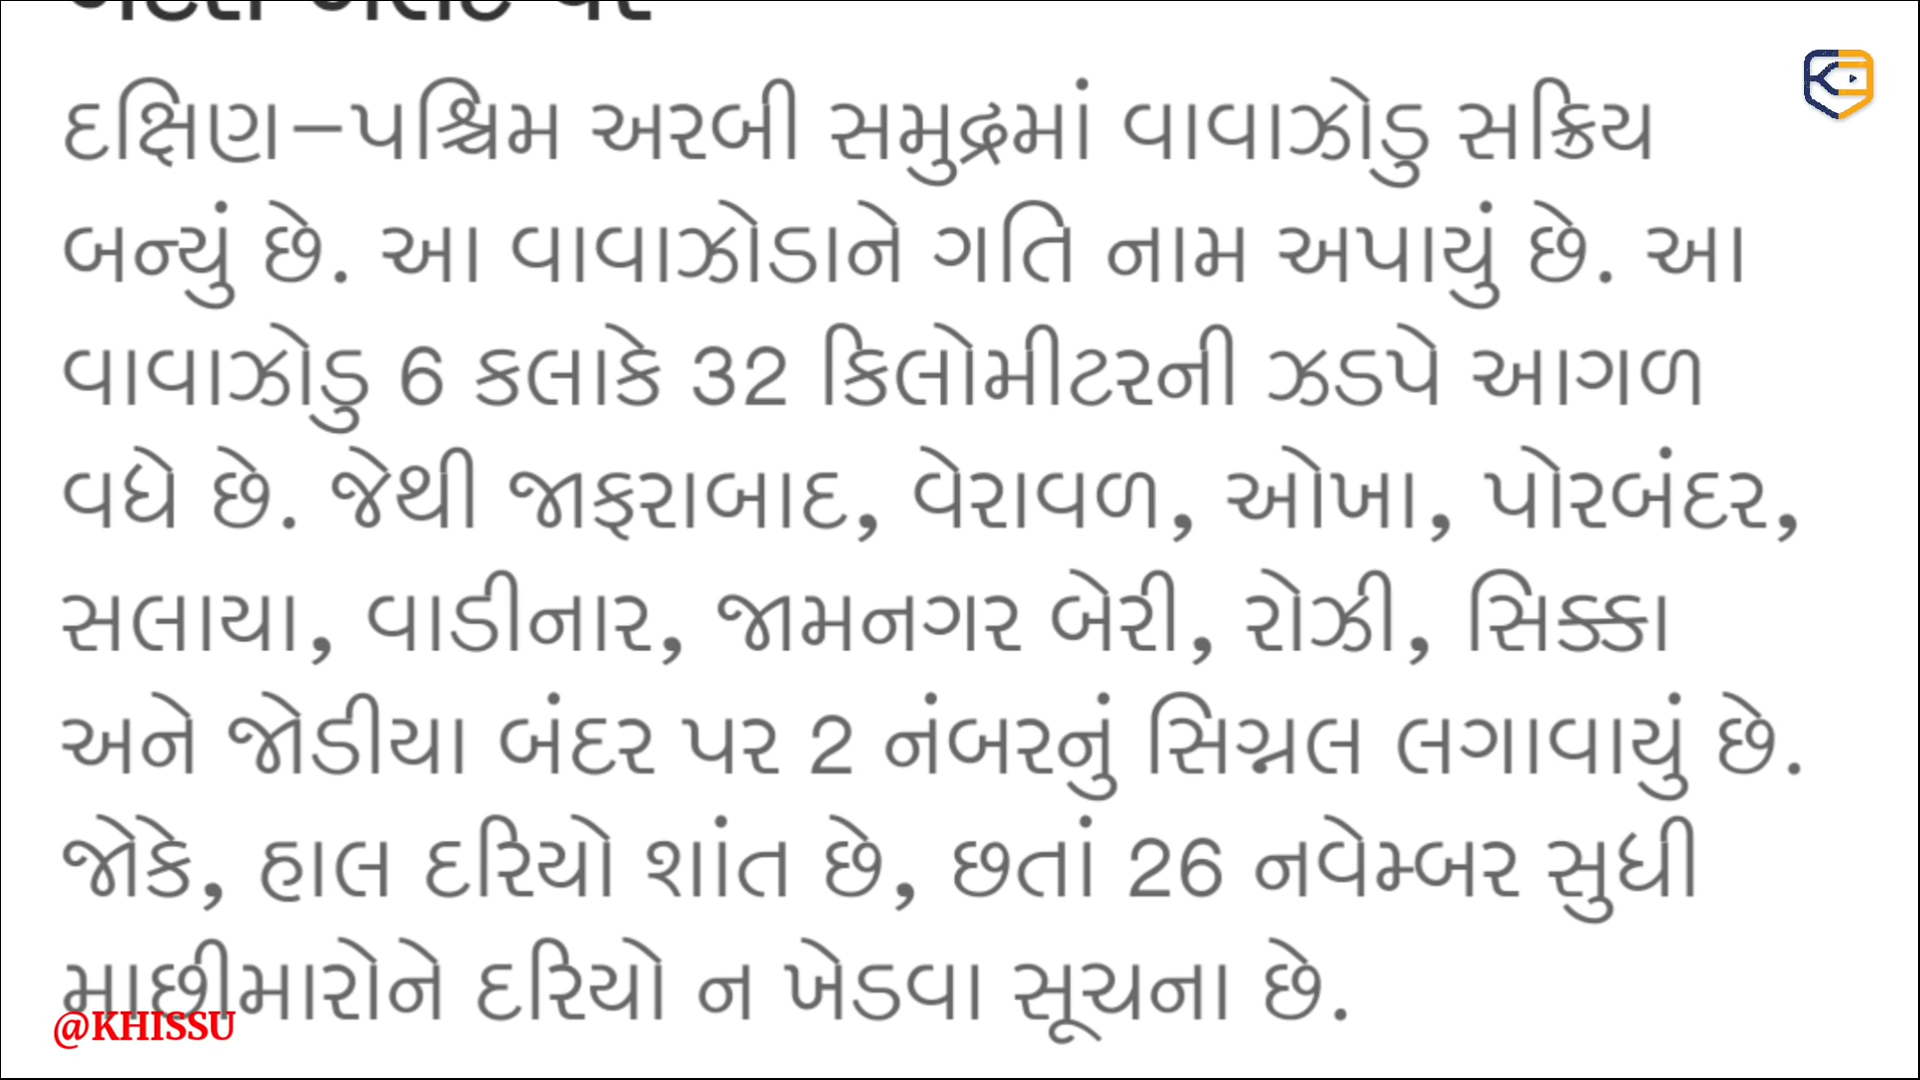 દક્ષિણ-પશ્ચિમ અરબી સમુદ્રમાં વાવાઝોડુ સક્રિય
બન્યું છે. આ વાવાઝોડાને ગતિ નામ અપાયું છે. આ
વાવાઝોડુ 6 કલાકે 32 કિલોમીટરની ઝડપે આગળ
વધે છે. જેથી જાફરાબાદ, વેરાવળ, ઓખા, પોરબંદર,
સલાયા, વાડીનાર, જામનગર બેરી, રોઝી, સિક્કા
અને જોડીયા બંદર પર 2 નંબરનું સિગ્નલ લગાવાયું છે.
જોકે, હાલ દરિયો શાંત છે, છતાં 26 નવેમ્બર સુધી
માછીમારોને દરિયો ન ખેડવા સૂચના છે.
@KHISSU